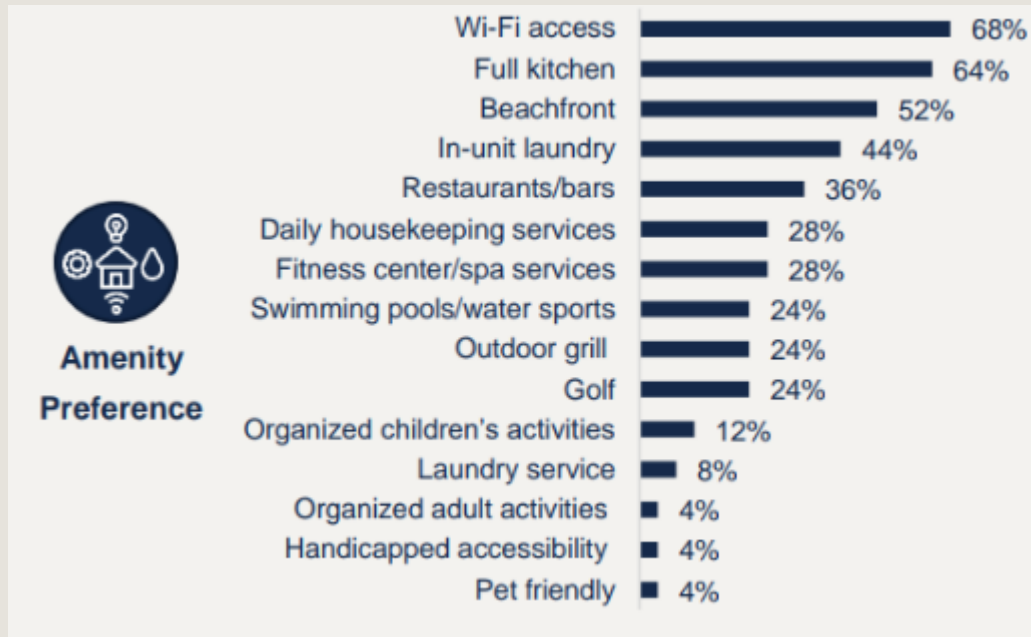 Wi-Fi access 68%
Full kitchen 64%
Beachfront 52%
In-unit laundry 44%
Restaurants/bars 36%
Daily housekeeping services 28%
Fitness center/spa services 28%
Swimming pools/water sports 24%
Outdoor grill 24%
Golf 24%
Organized children's activities 12%
Laundry service 8%
Organized adult activities 4%
Handicapped accessibility 4%
Pet friendly 4%
Amenity
Preference